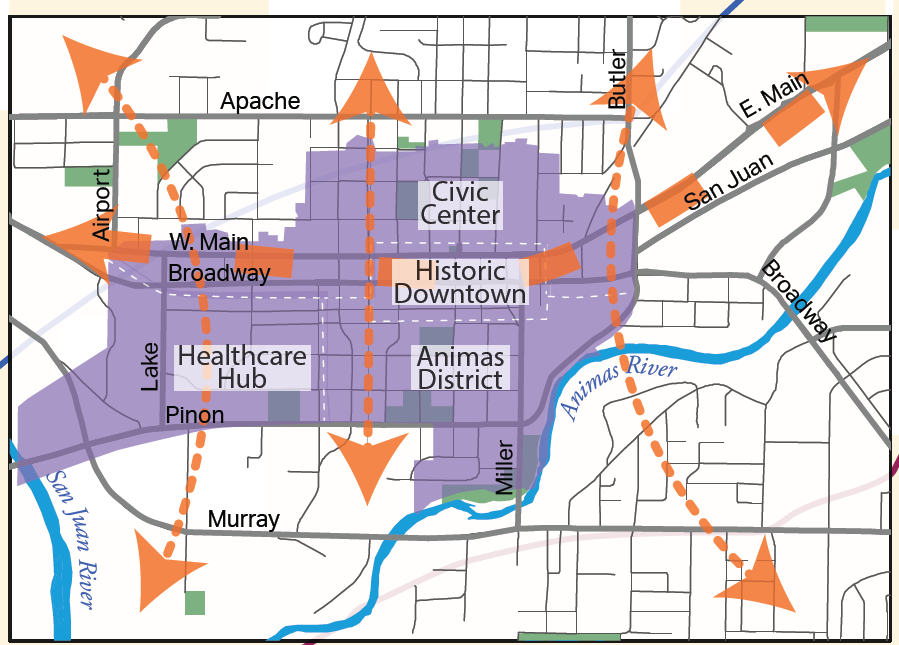 Butler
E. Main
Apache
San Juan
Civic
Center
Airport
W. Main
Broadway
Historic
Downtown
Broadway
Lake
Healthcare
Hub
Animas
District
Animas River
Pinon
Miller
San Juan River
Murray